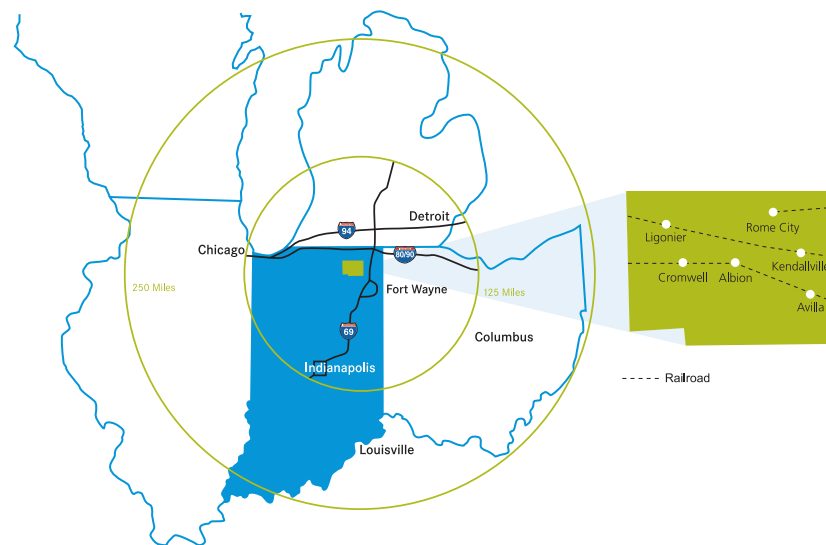 Detroit
94
Chicago
80/90
250 Miles
Fort Wayne
125 Miles
69
Columbus
Indianapolis
Louisville
Rome City
Ligonier
Kendallville
Cromwell
Albion
Avilla
Railroad